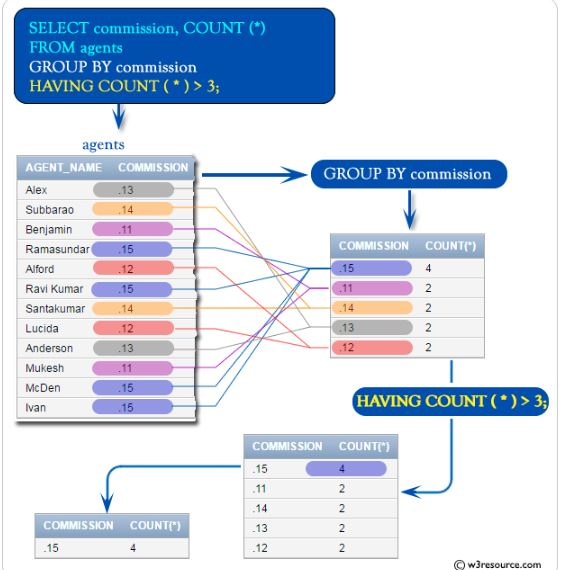 SELECT commission, COUNT (*)
FROM agents
GROUP BY commission
HAVING COUNT ( * ) > 3;
agents
AGENT_NAME COMMISSION
Alex .13
Subbarao .14
Benjamin .11
Ramasundar .15
Alford .12
Ravi Kumar .15
Santakumar .14
Lucida .12
Anderson .13
Mukesh .11
McDen .15
Ivan .15
GROUP BY commission
COMMISSION COUNT(*)
.15 4
.11 2
.14 2
.13 2
.12 2
HAVING COUNT ( * ) > 3;
COMMISSION COUNT(*)
.15 4
.11 2
.14 2
.13 2
.12 2
COMMISSION COUNT(*)
.15 4
© w3resource.com